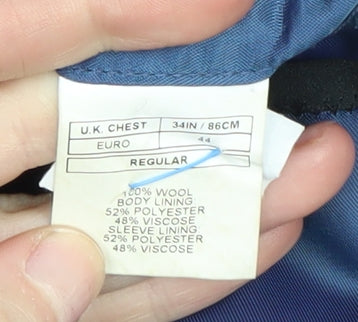 U.K. CHEST 34IN / 86CM
EURO 44
REGULAR
100% WOOL
BODY LINING
52% POLYESTER
48% VISCOSE
SLEEVE LINING
52% POLYESTER
48% VISCOSE